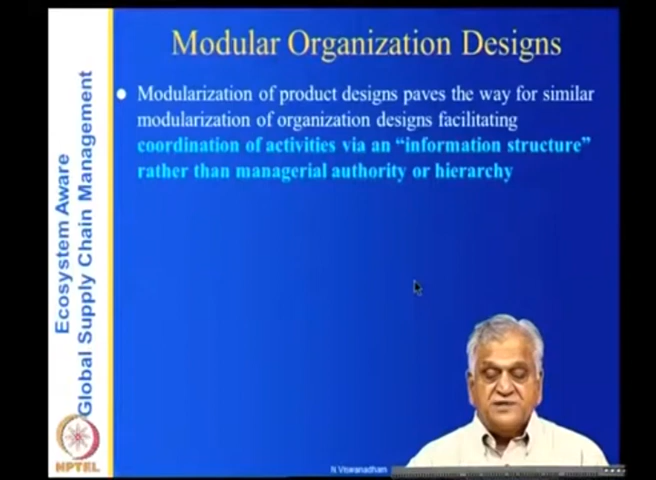 Modular Organization Designs
Modularization of product designs paves the way for similar
modularization of organization designs facilitating
coordination of activities via an “information structure”
rather than managerial authority or hierarchy
Ecosystem Aware
Global Supply Chain Management
NPTEL
N Viswanadham